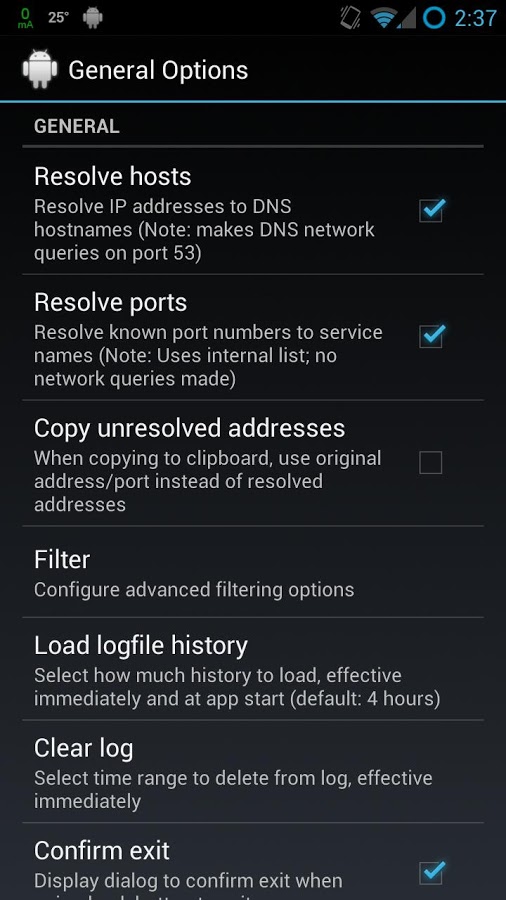 0
mA
25°
2:37
General Options
GENERAL
Resolve hosts
Resolve IP addresses to DNS
hostnames (Note: makes DNS network
queries on port 53)
Resolve ports
Resolve known port numbers to service
names (Note: Uses internal list; no
network queries made)
Copy unresolved addresses
When copying to clipboard, use original
address/port instead of resolved
addresses
Filter
Configure advanced filtering options
Load logfile history
Select how much history to load, effective
immediately and at app start (default: 4 hours)
Clear log
Select time range to delete from log, effective
immediately
Confirm exit
Display dialog to confirm exit when